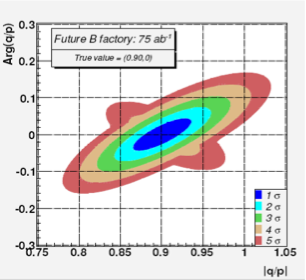 Arg(q/p)
0.3
Future B factory: 75 ab⁻¹
True value = (0.90,0)
0.2
0.1
0
-0.1
-0.2
-0.3
1 σ
2 σ
3 σ
4 σ
5 σ
0.75 0.8 0.85 0.9 0.95 1 1.05
|q/p|